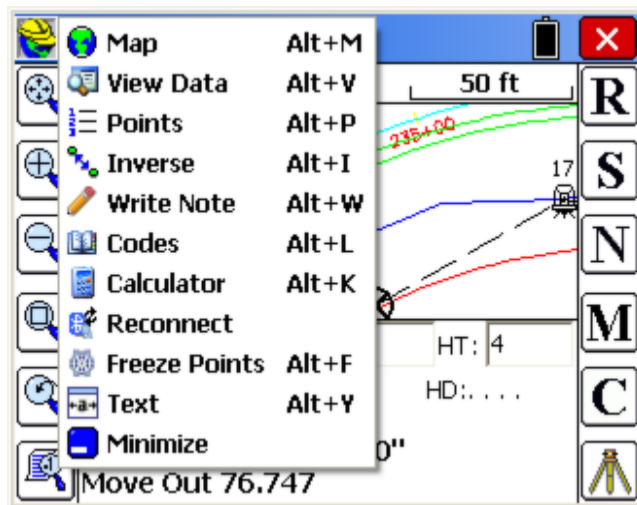 Map Alt+M
View Data Alt+V
Points Alt+P
Inverse Alt+I
Write Note Alt+W
Codes Alt+L
Calculator Alt+K
Reconnect
Freeze Points Alt+F
Text Alt+Y
Minimize
50 ft
235+00
17
R
S
N
M
C
HT: 4
HD:. . . .
0"
Move Out 76.747